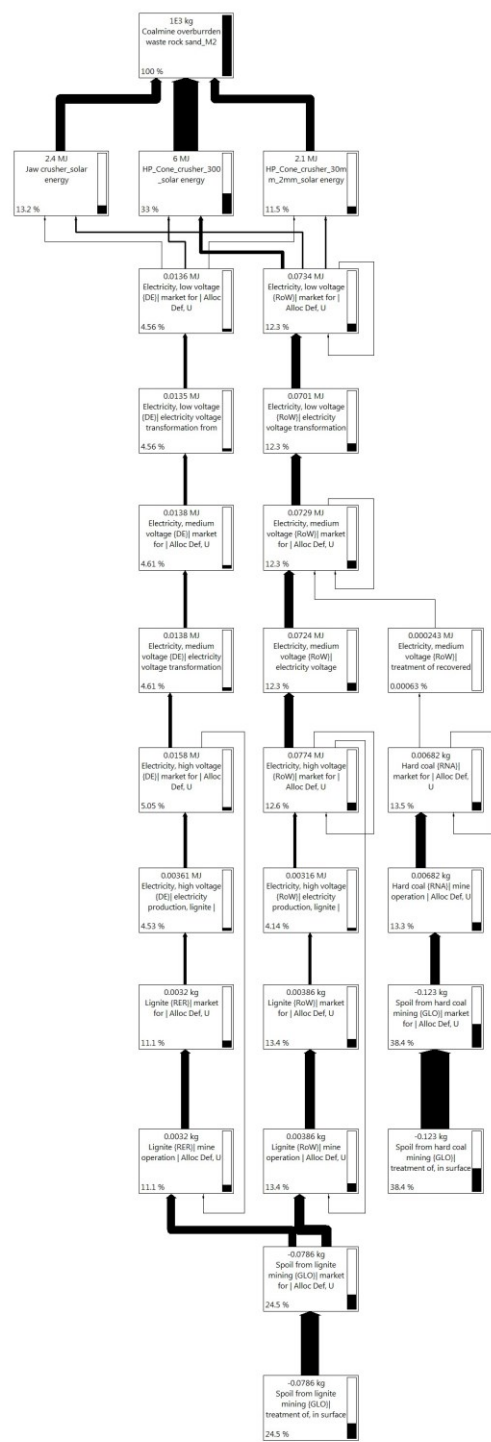 1E3 kg
Coalmine overburrden
waste rock sand_M2
100 %
2.4 MJ
Jaw crusher_solar
energy
13.2 %
6 MJ
HP_Cone_crusher_300
_solar energy
33 %
2.1 MJ
HP_Cone_crusher_30m
m_2mm_solar energy
11.5 %
0.0136 MJ
Electricity, low voltage
{DE}| market for | Alloc
Def, U
4.56 %
0.0734 MJ
Electricity, low voltage
{RoW}| market for |
Alloc Def, U
12.3 %
0.0135 MJ
Electricity, low voltage
{DE}| electricity voltage
transformation from
4.56 %
0.0701 MJ
Electricity, low voltage
{RoW}| electricity
voltage transformation
12.3 %
0.0138 MJ
Electricity, medium
voltage {DE}| market
for | Alloc Def, U
4.61 %
0.0729 MJ
Electricity, medium
voltage {RoW}| market
for | Alloc Def, U
12.3 %
0.0138 MJ
Electricity, medium
voltage {DE}| electricity
voltage transformation
4.61 %
0.0724 MJ
Electricity, medium
voltage {RoW}|
electricity voltage
12.3 %
0.000243 MJ
Electricity, medium
voltage {RoW}|
treatment of recovered
0.00063 %
0.0158 MJ
Electricity, high voltage
{DE}| market for | Alloc
Def, U
5.05 %
0.0774 MJ
Electricity, high voltage
{RoW}| market for |
Alloc Def, U
12.6 %
0.00682 kg
Hard coal {RNA}|
market for | Alloc Def,
U
13.5 %
0.00361 MJ
Electricity, high voltage
{DE}| electricity
production, lignite |
4.53 %
0.00316 MJ
Electricity, high voltage
{RoW}| electricity
production, lignite |
4.14 %
0.00682 kg
Hard coal {RNA}| mine
operation | Alloc Def, U
13.3 %
0.0032 kg
Lignite {RER}| market
for | Alloc Def, U
11.1 %
0.00386 kg
Lignite {RoW}| market
for | Alloc Def, U
13.4 %
-0.123 kg
Spoil from hard coal
mining {GLO}| market
for | Alloc Def, U
38.4 %
0.0032 kg
Lignite {RER}| mine
operation | Alloc Def, U
11.1 %
0.00386 kg
Lignite {RoW}| mine
operation | Alloc Def, U
13.4 %
-0.123 kg
Spoil from hard coal
mining {GLO}|
treatment of, in surface
38.4 %
-0.0786 kg
Spoil from lignite
mining {GLO}| market
for | Alloc Def, U
24.5 %
-0.0786 kg
Spoil from lignite
mining {GLO}|
treatment of, in surface
24.5 %